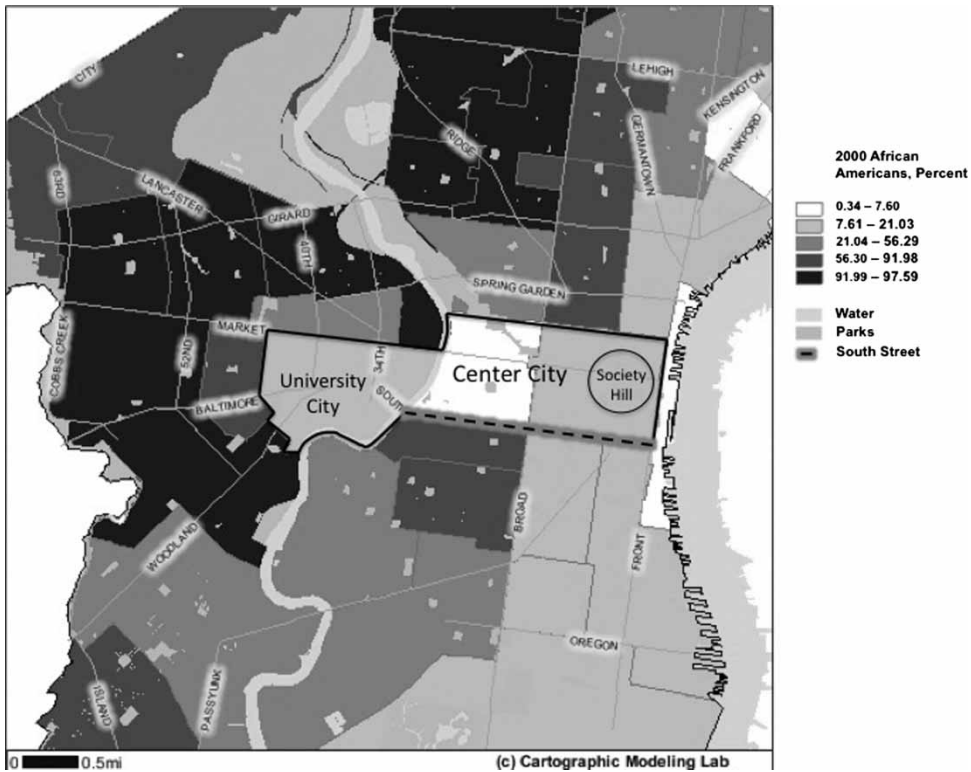 CITY
LEHIGH
KENSINGTON
FRANKFORD
GERMANTOWN
RIDGE
63RD
LANCASTER
GIRARD
40TH
SPRING GARDEN
MARKET
COBBS CREEK
52ND
34TH
University
City
Center City
Society
Hill
BALTIMORE
SOUTH
BROAD
WOODLAND
FRONT
OREGON
PASSYUNK
ISLAND
0 0.5mi
(c) Cartographic Modeling Lab
2000 African
Americans, Percent
0.34 – 7.60
7.61 – 21.03
21.04 – 56.29
56.30 – 91.98
91.99 – 97.59
Water
Parks
South Street